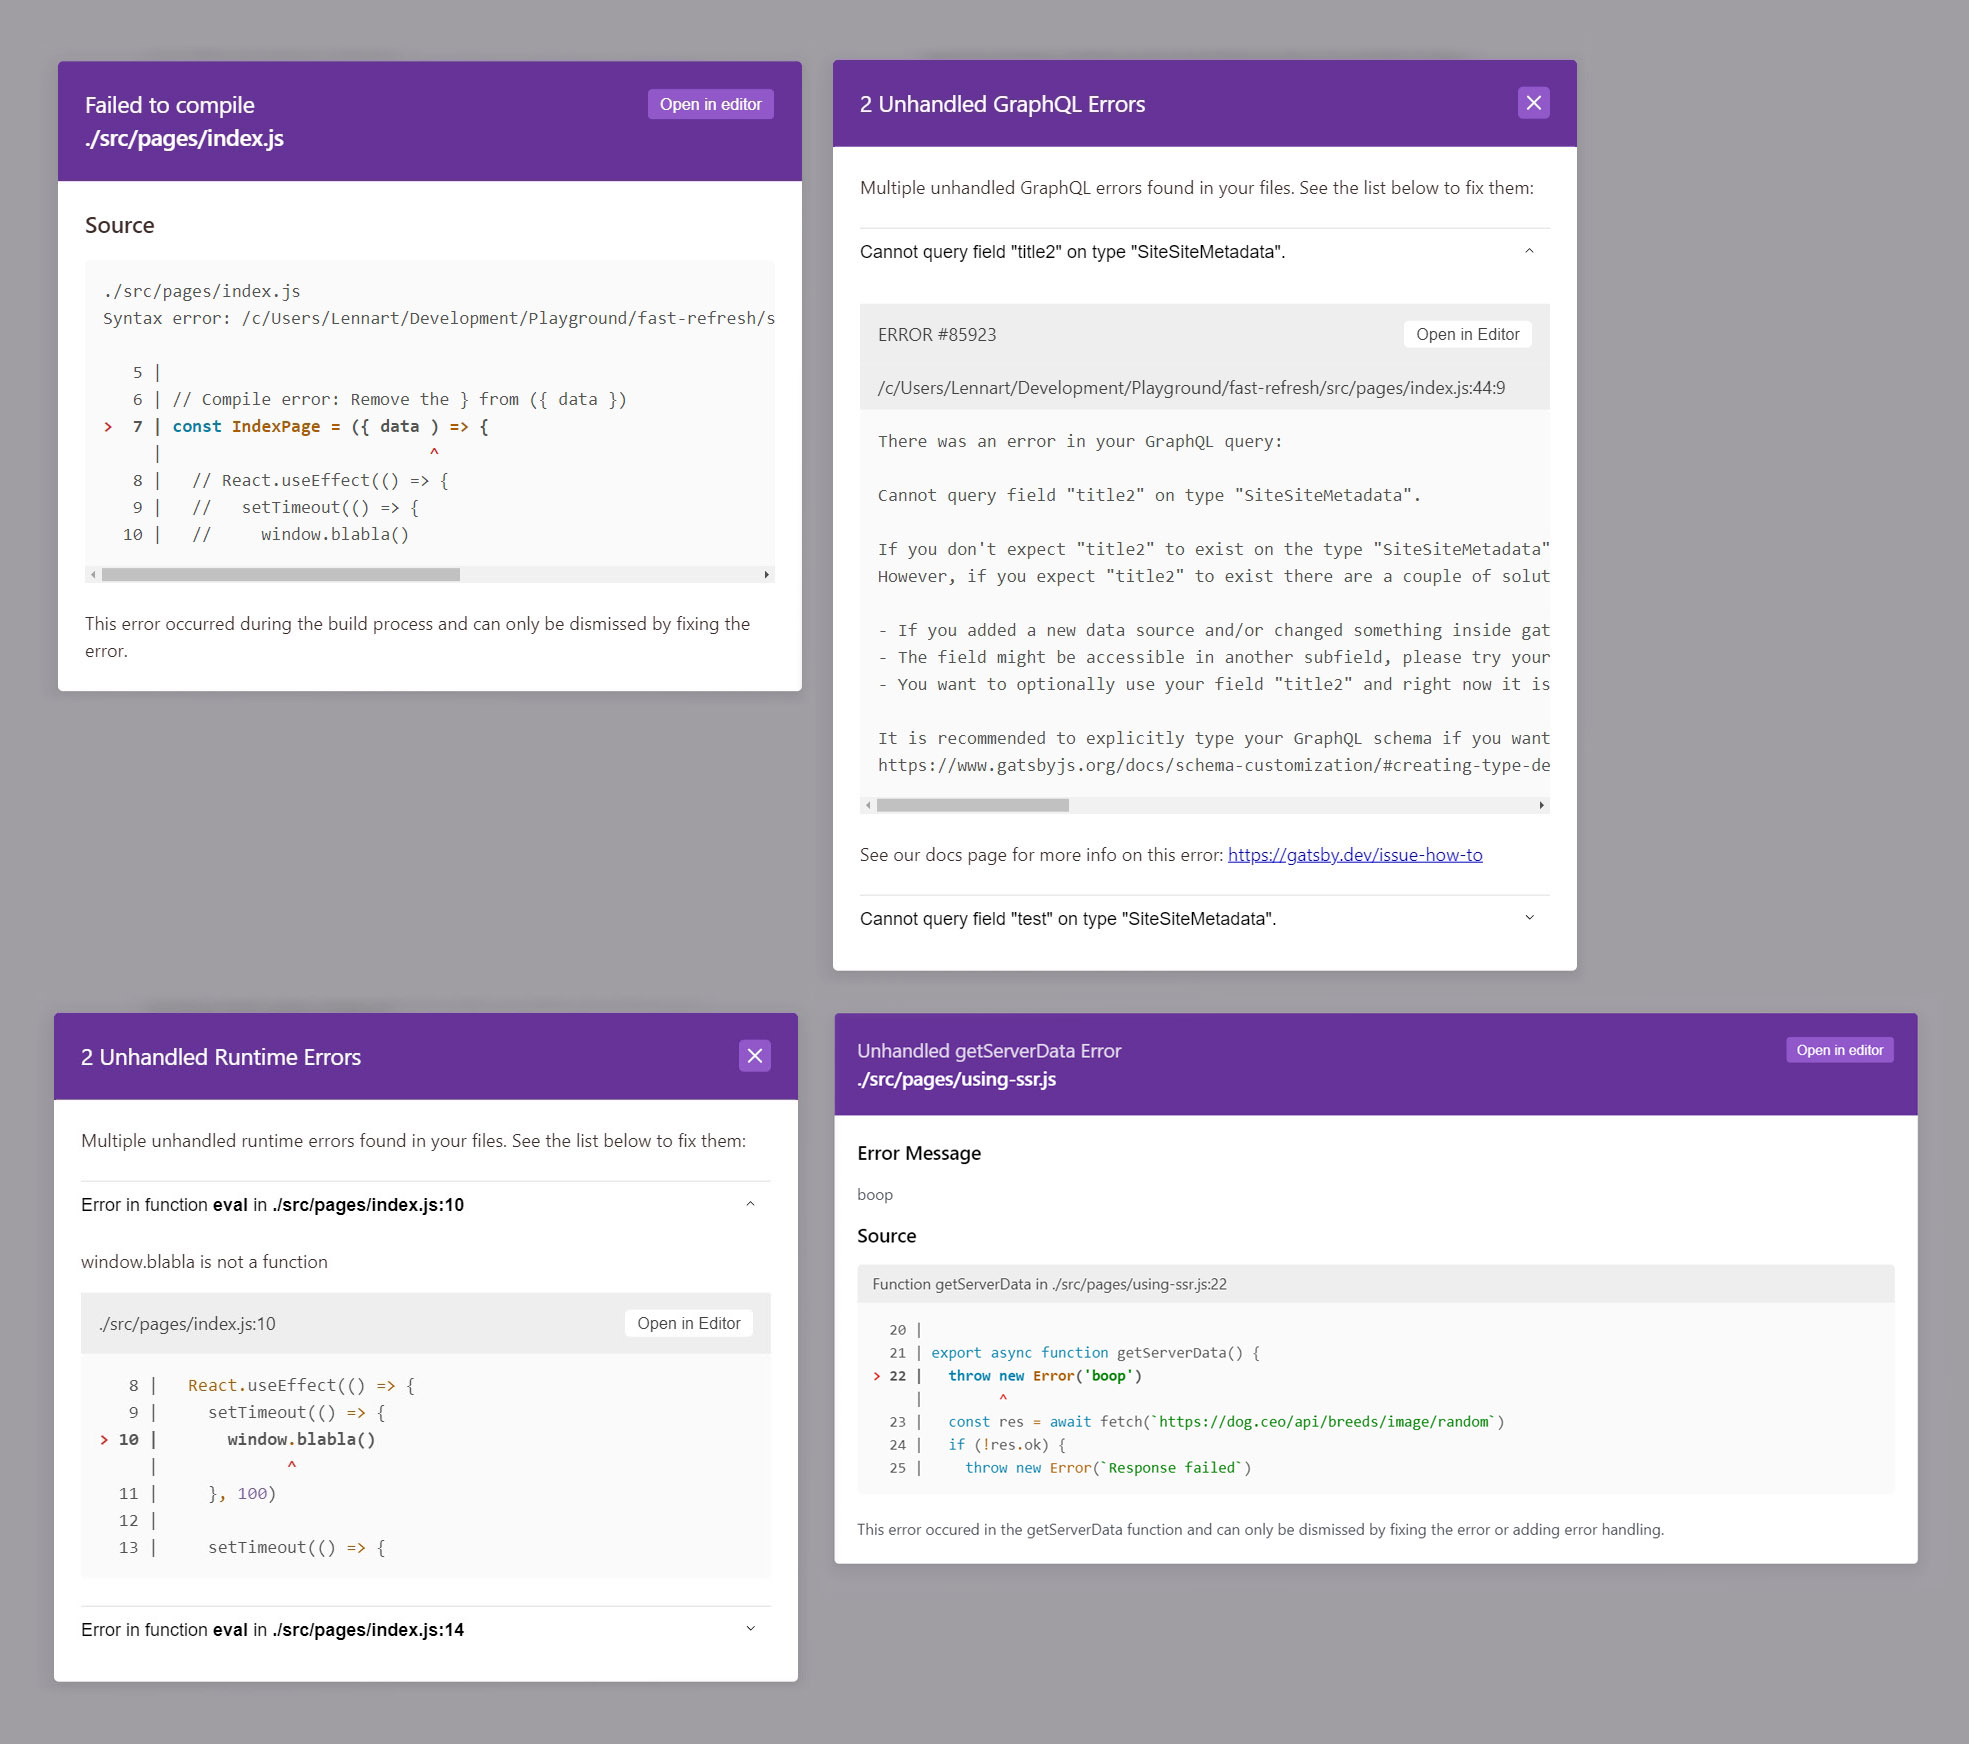 Failed to compile
Open in editor
./src/pages/index.js
Source
./src/pages/index.js
Syntax error: /c/Users/Lennart/Development/Playground/fast-refresh/s
5 |
6 | // Compile error: Remove the } from ({ data })
> 7 | const IndexPage = ({ data ) => {
| ^
8 |   // React.useEffect(() => {
9 |   //   setTimeout(() => {
10 |   //     window.blabla()
This error occurred during the build process and can only be dismissed by fixing the
error.
2 Unhandled GraphQL Errors
Multiple unhandled GraphQL errors found in your files. See the list below to fix them:
Cannot query field "title2" on type "SiteSiteMetadata".
ERROR #85923
Open in Editor
/c/Users/Lennart/Development/Playground/fast-refresh/src/pages/index.js:44:9
There was an error in your GraphQL query:
Cannot query field "title2" on type "SiteSiteMetadata".
If you don't expect "title2" to exist on the type "SiteSiteMetadata"
However, if you expect "title2" to exist there are a couple of solut
- If you added a new data source and/or changed something inside gat
- The field might be accessible in another subfield, please try your
- You want to optionally use your field "title2" and right now it is
It is recommended to explicitly type your GraphQL schema if you want
https://www.gatsbyjs.org/docs/schema-customization/#creating-type-de
See our docs page for more info on this error: https://gatsby.dev/issue-how-to
Cannot query field "test" on type "SiteSiteMetadata".
2 Unhandled Runtime Errors
Multiple unhandled runtime errors found in your files. See the list below to fix them:
Error in function eval in ./src/pages/index.js:10
window.blabla is not a function
./src/pages/index.js:10
Open in Editor
8 |   React.useEffect(() => {
9 |     setTimeout(() => {
> 10 |       window.blabla()
| ^
11 |     }, 100)
12 |
13 |     setTimeout(() => {
Error in function eval in ./src/pages/index.js:14
Unhandled getServerData Error
Open in editor
./src/pages/using-ssr.js
Error Message
boop
Source
Function getServerData in ./src/pages/using-ssr.js:22
20 |
21 | export async function getServerData() {
> 22 |   throw new Error('boop')
| ^
23 |   const res = await fetch(`https://dog.ceo/api/breeds/image/random`)
24 |   if (!res.ok) {
25 |     throw new Error(`Response failed`)
This error occured in the getServerData function and can only be dismissed by fixing the error or adding error handling.